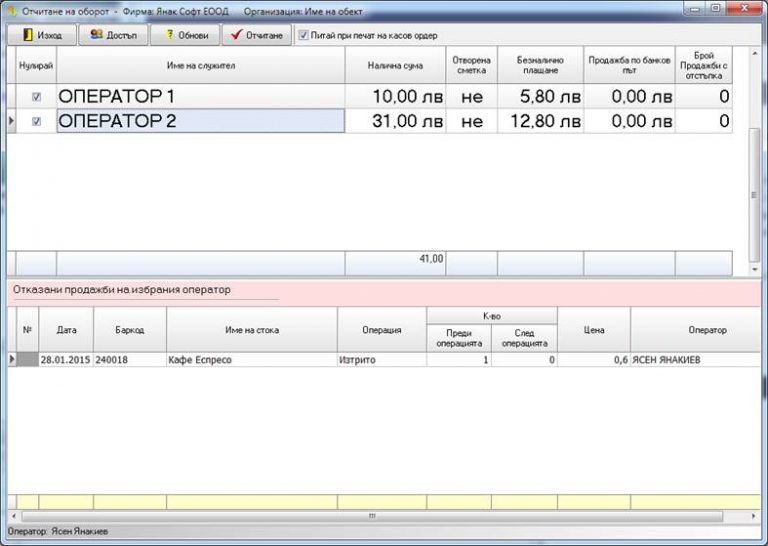 Отчитане на оборот - Фирма: Янак Софт ЕООД Организация: Име на обект
Изход Достъп Обнови Отчитане Питай при печат на касов ордер
Нулирай Име на служител Налична сума Отворена сметка Безналично плащане Продажба по банков път Брой Продажби с отстъпка
ОПЕРАТОР 1 10,00 лв не 5,80 лв 0,00 лв 0
ОПЕРАТОР 2 31,00 лв не 12,80 лв 0,00 лв 0
41,00
Отказани продажби на избрания оператор
№ Дата Баркод Име на стока Операция К-во Преди операцията След операцията Цена Оператор
28.01.2015 240018 Кафе Еспресо Изтрито 1 0 0,6 ЯСЕН ЯНАКИЕВ
Оператор: Ясен Янакиев